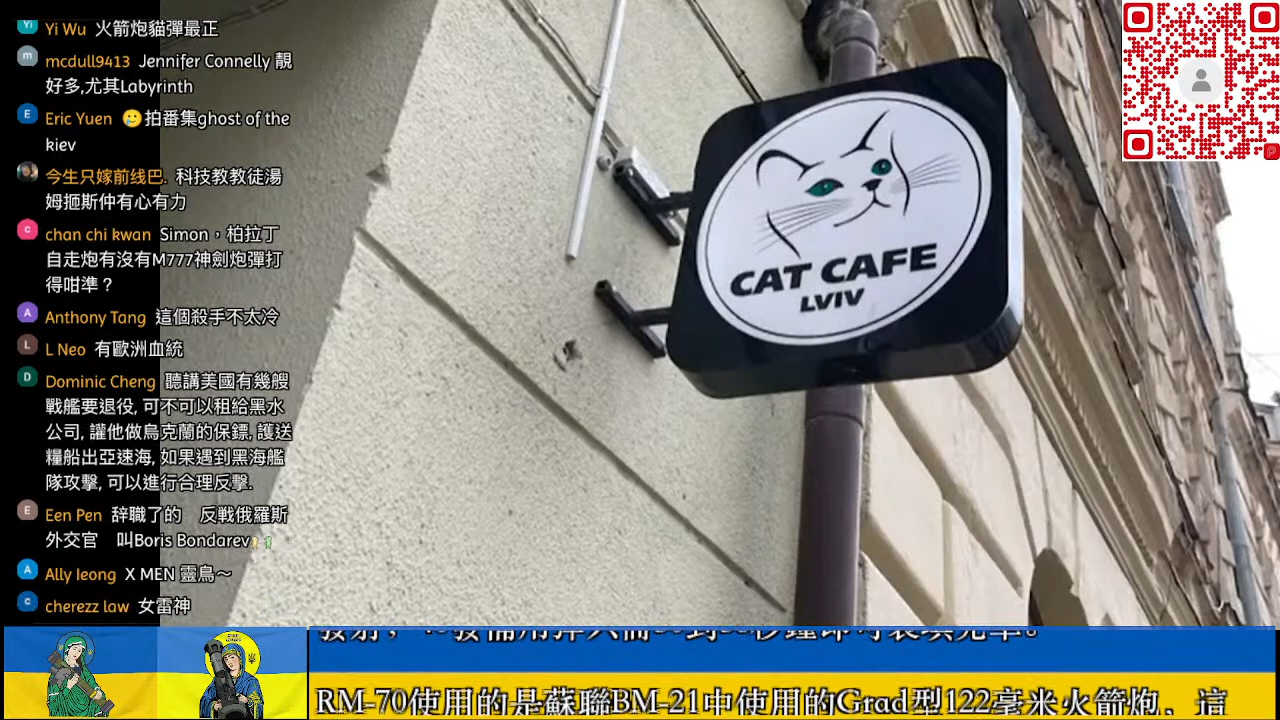 Yi Wu 火箭炮貓彈最正
mcdull9413 Jennifer Connelly 靚
好多,尤其Labyrinth
Eric Yuen 🥲拍番集ghost of the
kiev
今生只嫁前线巴. 科技教教徒湯
姆摑斯仲有心有力
chan chi kwan Simon，柏拉丁
自走炮有沒有M777神劍炮彈打
得咁準？
Anthony Tang 這個殺手不太冷
L Neo 有歐洲血統
Dominic Cheng 聽講美國有幾艘
戰艦要退役, 可不可以租給黑水
公司, 讙他做烏克蘭的保鏢, 護送
糧船出亞速海, 如果遇到黑海艦
隊攻擊, 可以進行合理反擊.
Een Pen 辞職了的　反戦俄羅斯
外交官　叫Boris Bondarev
Ally Ieong X MEN 靈鳥～
cherezz law 女雷神
CAT CAFE
LVIV
RM-70使用的是蘇聯BM-21中使用的Grad型122毫米火箭炮，這